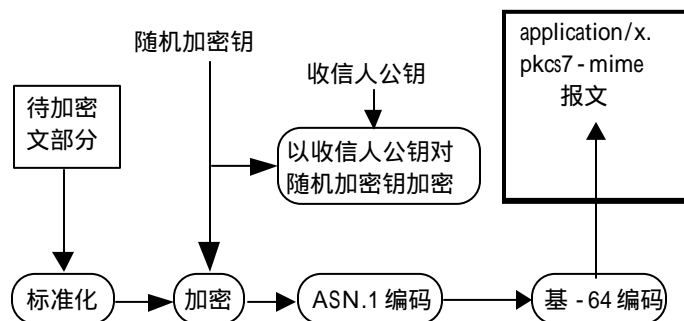 随机加密钥
收信人公钥
application/x.
pkcs7-mime
报文
待加密
文部分
以收信人公钥对
随机加密钥加密
标准化
加密
ASN.1 编码
基 - 64 编码